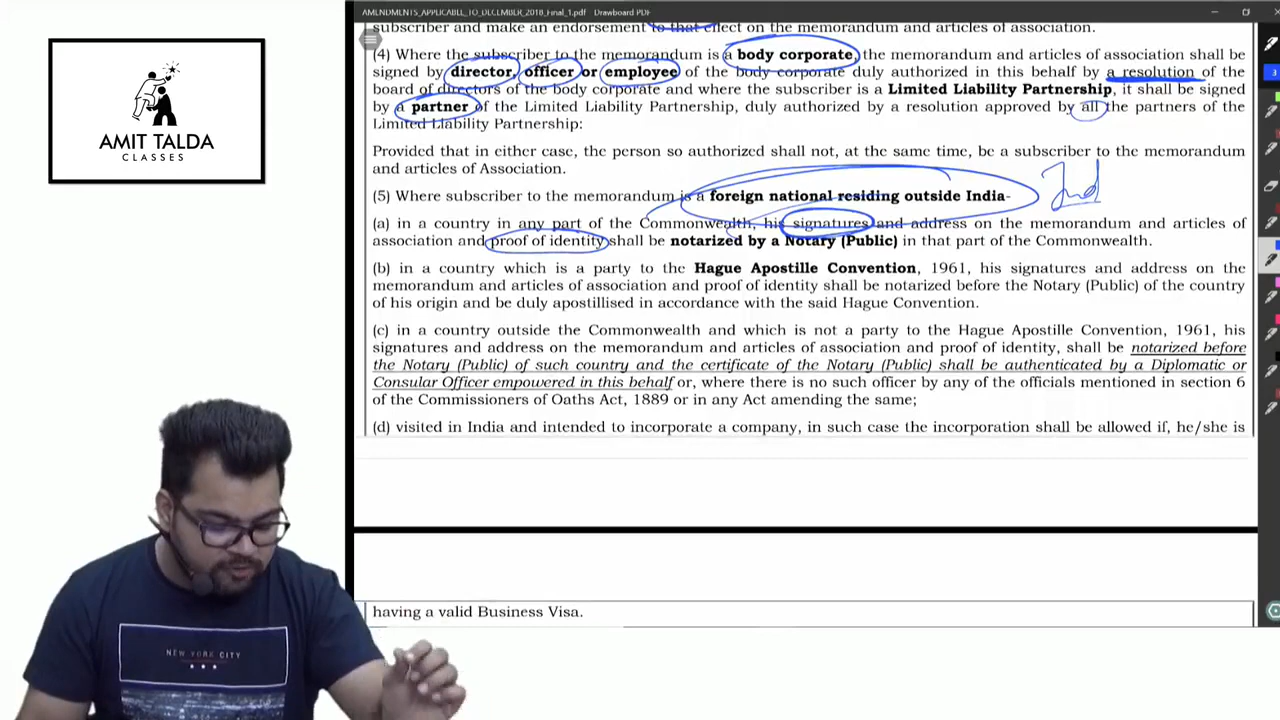 AMENDMENTS_APPLICABLE_TO_DECEMBER_2018_Final_1.pdf - Drawboard PDF
subscriber and make an endorsement to that effect on the memorandum and articles of association.
(4) Where the subscriber to the memorandum is a body corporate, the memorandum and articles of association shall be
signed by director, officer or employee of the body corporate duly authorized in this behalf by a resolution of the
board of directors of the body corporate and where the subscriber is a Limited Liability Partnership, it shall be signed
by a partner of the Limited Liability Partnership, duly authorized by a resolution approved by all the partners of the
Limited Liability Partnership:
Provided that in either case, the person so authorized shall not, at the same time, be a subscriber to the memorandum
and articles of Association.
(5) Where subscriber to the memorandum is a foreign national residing outside India-
Ind
(a) in a country in any part of the Commonwealth, his signatures and address on the memorandum and articles of
association and proof of identity shall be notarized by a Notary (Public) in that part of the Commonwealth.
(b) in a country which is a party to the Hague Apostille Convention, 1961, his signatures and address on the
memorandum and articles of association and proof of identity shall be notarized before the Notary (Public) of the country
of his origin and be duly apostillised in accordance with the said Hague Convention.
(c) in a country outside the Commonwealth and which is not a party to the Hague Apostille Convention, 1961, his
signatures and address on the memorandum and articles of association and proof of identity, shall be notarized before
the Notary (Public) of such country and the certificate of the Notary (Public) shall be authenticated by a Diplomatic or
Consular Officer empowered in this behalf or, where there is no such officer by any of the officials mentioned in section 6
of the Commissioners of Oaths Act, 1889 or in any Act amending the same;
(d) visited in India and intended to incorporate a company, in such case the incorporation shall be allowed if, he/she is
having a valid Business Visa.
AMIT TALDA
CLASSES
NEW YORK CITY
3